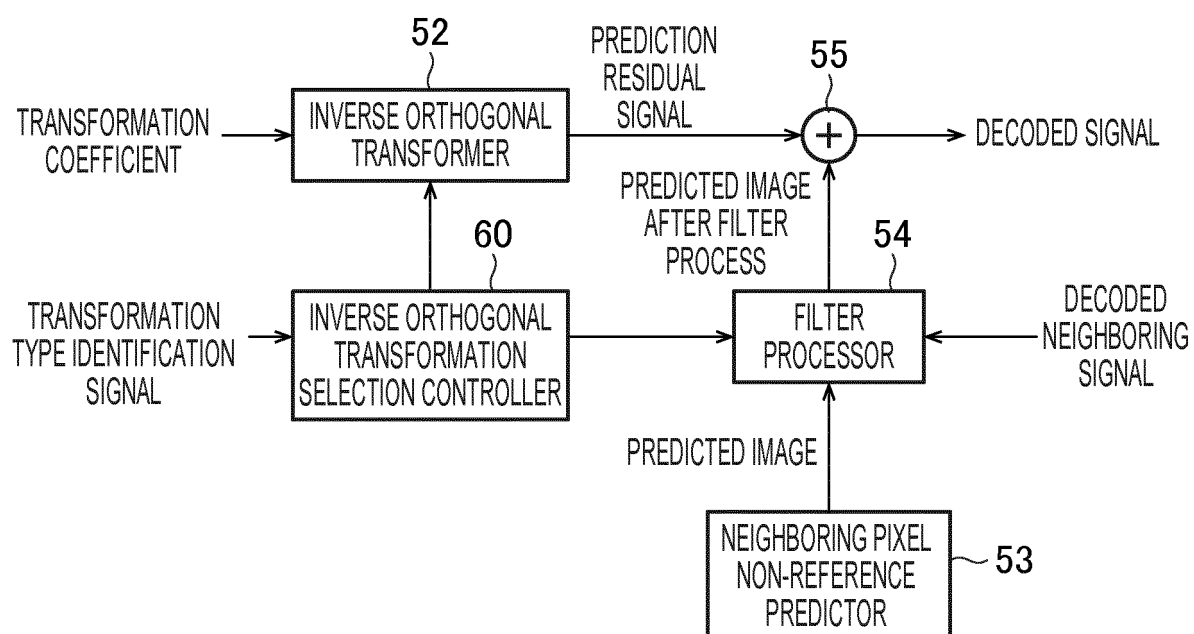 52
PREDICTION
RESIDUAL
SIGNAL
55
TRANSFORMATION
COEFFICIENT
INVERSE ORTHOGONAL
TRANSFORMER
+
DECODED SIGNAL
PREDICTED IMAGE
AFTER FILTER
PROCESS
60
54
TRANSFORMATION
TYPE IDENTIFICATION
SIGNAL
INVERSE ORTHOGONAL
TRANSFORMATION
SELECTION CONTROLLER
FILTER
PROCESSOR
DECODED
NEIGHBORING
SIGNAL
PREDICTED IMAGE
NEIGHBORING PIXEL
NON-REFERENCE
PREDICTOR
53